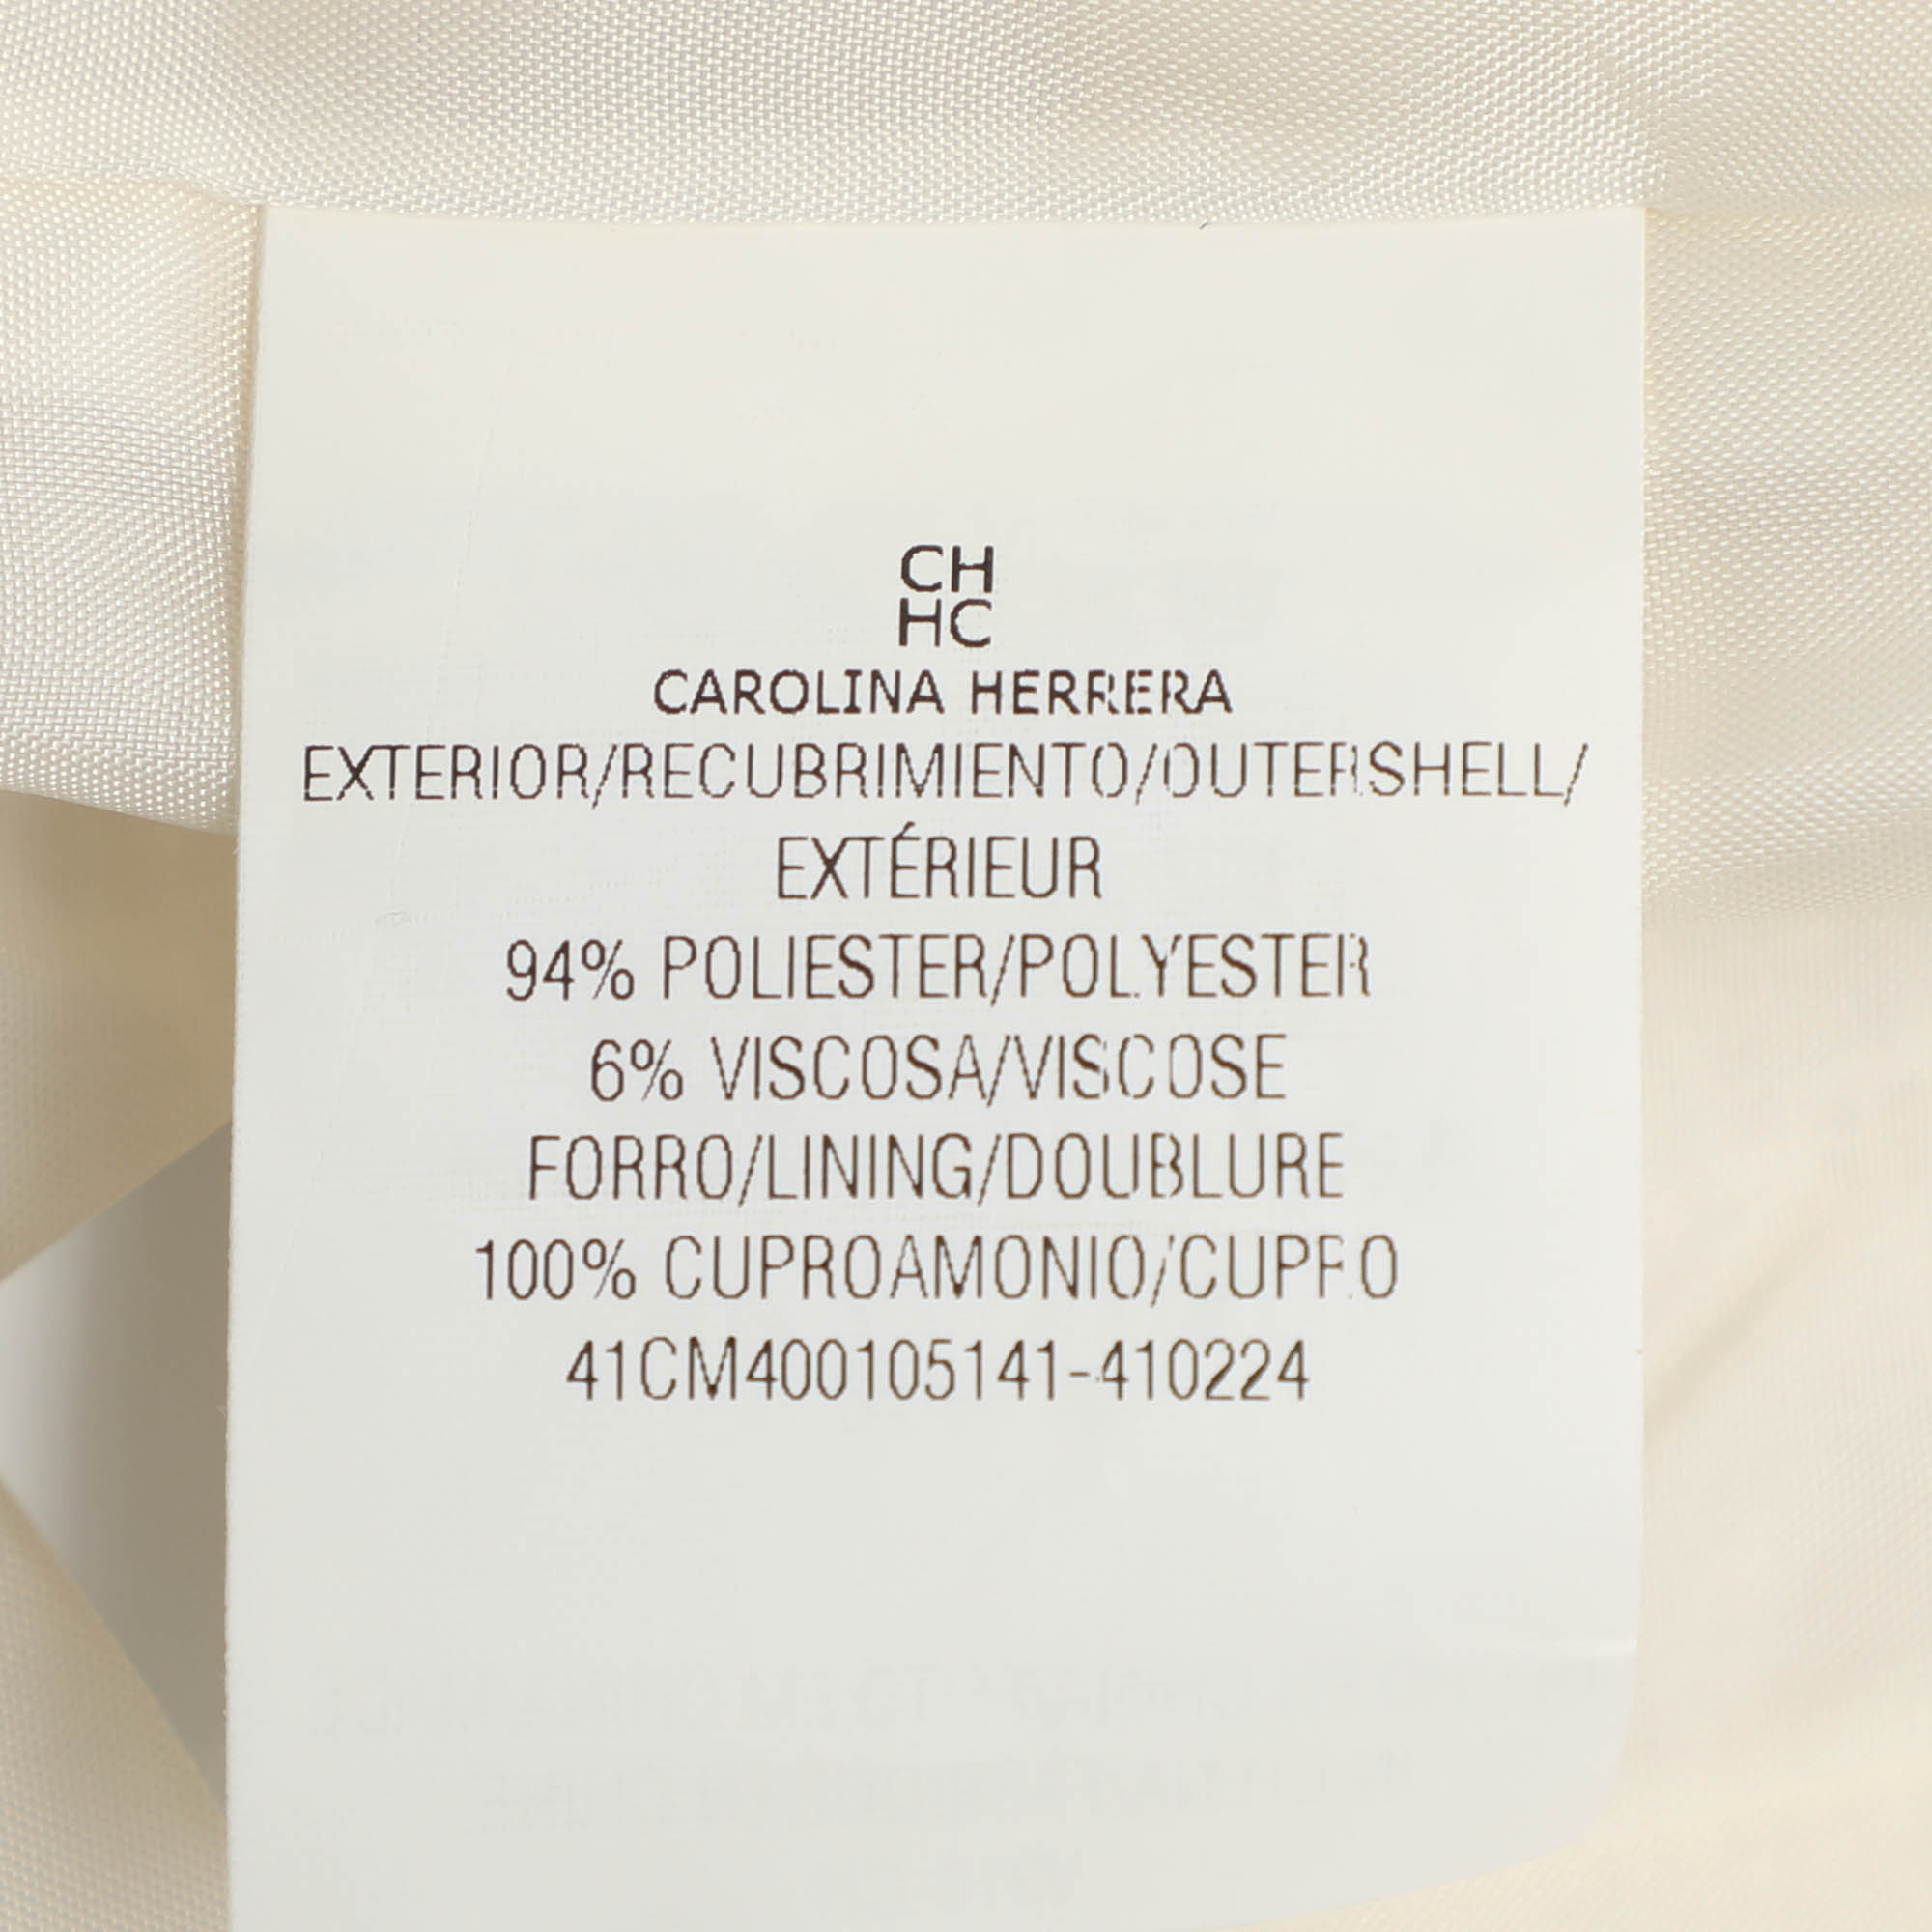 CH
HC
CAROLINA HERRERA
EXTERIOR/RECUBRIMIENTO/OUTERSHELL/
EXTÉRIEUR
94% POLIESTER/POLYESTER
6% VISCOSA/VISCOSE
FORRO/LINING/DOUBLURE
100% CUPROAMONIO/CUPRO
41CM400105141-410224